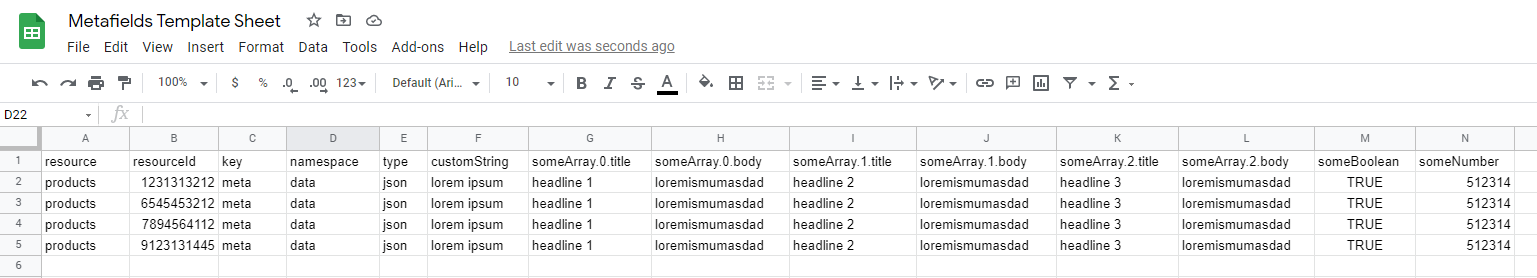 Metafields Template Sheet
File Edit View Insert Format Data Tools Add-ons Help Last edit was seconds ago
100% $ % .0 .00 123 Default (Ari... 10 B I S A
D22 fx
A B C D E F G H I J K L M N
1 resource resourceId key namespace type customString someArray.0.title someArray.0.body someArray.1.title someArray.1.body someArray.2.title someArray.2.body someBoolean someNumber
2 products 1231313212 meta data json lorem ipsum headline 1 loremismumasdad headline 2 loremismumasdad headline 3 loremismumasdad TRUE 512314
3 products 6545453212 meta data json lorem ipsum headline 1 loremismumasdad headline 2 loremismumasdad headline 3 loremismumasdad TRUE 512314
4 products 7894564112 meta data json lorem ipsum headline 1 loremismumasdad headline 2 loremismumasdad headline 3 loremismumasdad TRUE 512314
5 products 9123131445 meta data json lorem ipsum headline 1 loremismumasdad headline 2 loremismumasdad headline 3 loremismumasdad TRUE 512314
6